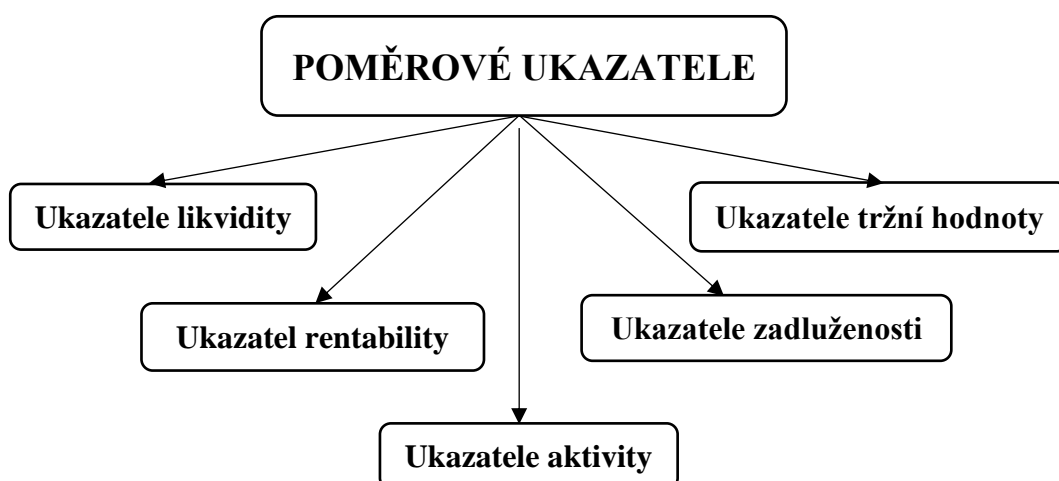 POMĚROVÉ UKAZATELE
Ukazatele likvidity
Ukazatele tržní hodnoty
Ukazatel rentability
Ukazatele zadluženosti
Ukazatele aktivity